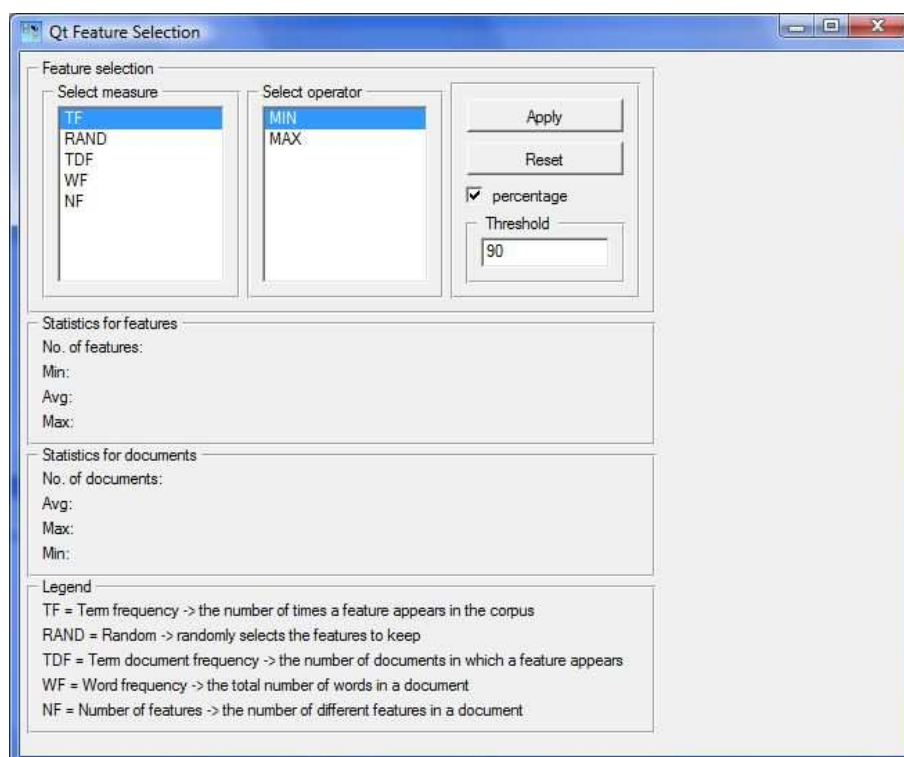 Qt Feature Selection
Feature selection
Select measure
TF
RAND
TDF
WF
NF
Select operator
MIN
MAX
Apply
Reset
percentage
Threshold
90
Statistics for features
No. of features:
Min:
Avg:
Max:
Statistics for documents
No. of documents:
Avg:
Max:
Min:
Legend
TF = Term frequency -> the number of times a feature appears in the corpus
RAND = Random -> randomly selects the features to keep
TDF = Term document frequency -> the number of documents in which a feature appears
WF = Word frequency -> the total number of words in a document
NF = Number of features -> the number of different features in a document